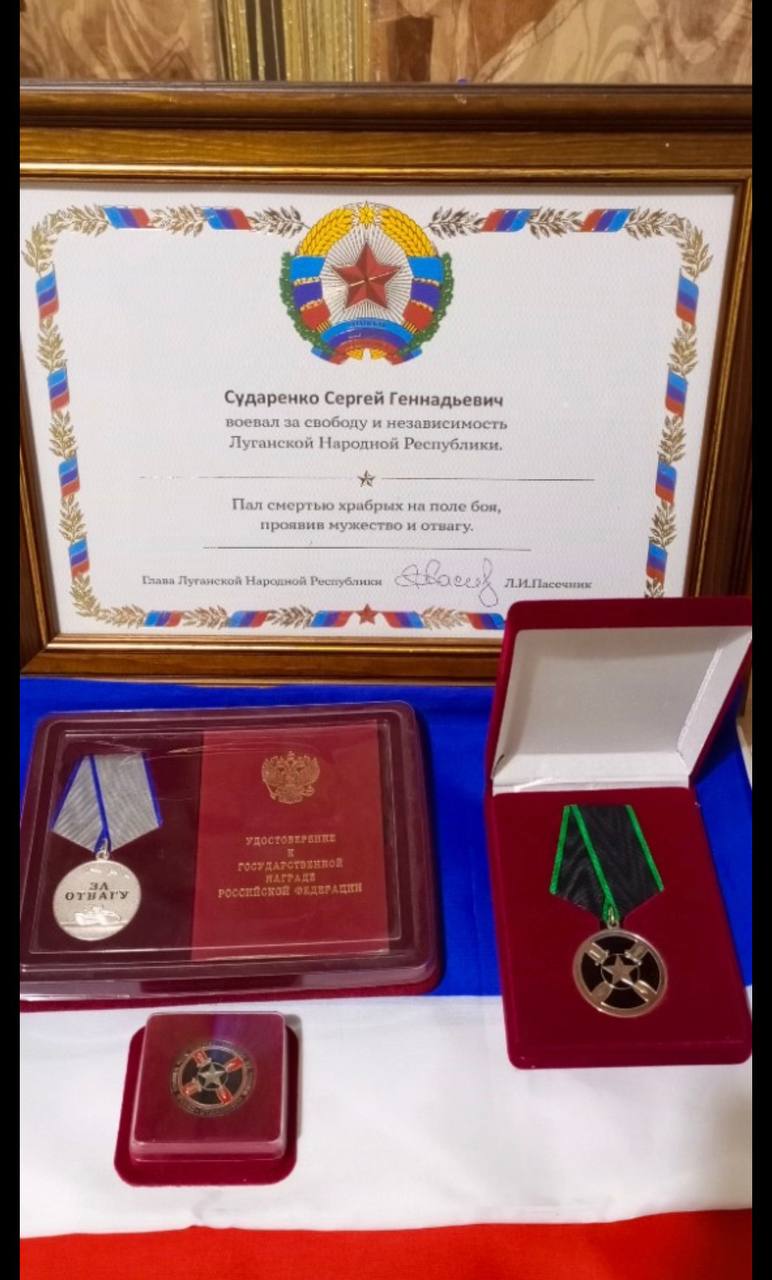 Сударенко Сергей Геннадьевич
воевал за свободу и независимость
Луганской Народной Республики.
Пал смертью храбрых на поле боя,
проявив мужество и отвагу.
Глава Луганской Народной Республики
Л.И.Пасечник
ЗА
ОТВАГУ
УДОСТОВЕРЕНИЕ
К
ГОСУДАРСТВЕННОЙ
НАГРАДЕ
РОССИЙСКОЙ ФЕДЕРАЦИИ